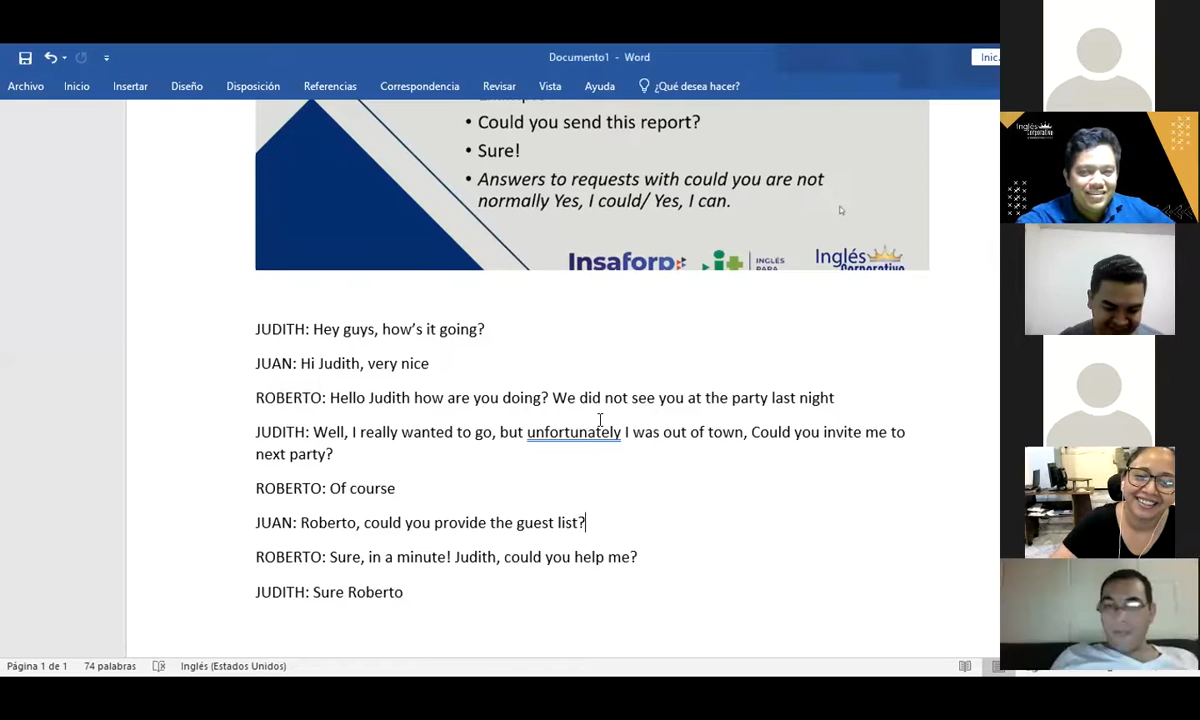 Documento1 - Word
Inic.
Archivo Inicio Insertar Diseño Disposición Referencias Correspondencia Revisar Vista Ayuda ¿Qué desea hacer?
• Could you send this report?
• Sure!
• Answers to requests with could you are not
normally Yes, I could/ Yes, I can.
Insaforp
INGLÉS
PARA
Inglés
Corporativo
JUDITH: Hey guys, how’s it going?
JUAN: Hi Judith, very nice
ROBERTO: Hello Judith how are you doing? We did not see you at the party last night
JUDITH: Well, I really wanted to go, but unfortunately I was out of town, Could you invite me to
next party?
ROBERTO: Of course
JUAN: Roberto, could you provide the guest list?
ROBERTO: Sure, in a minute! Judith, could you help me?
JUDITH: Sure Roberto
Página 1 de 1 74 palabras Inglés (Estados Unidos)
Inglés
Corporativo